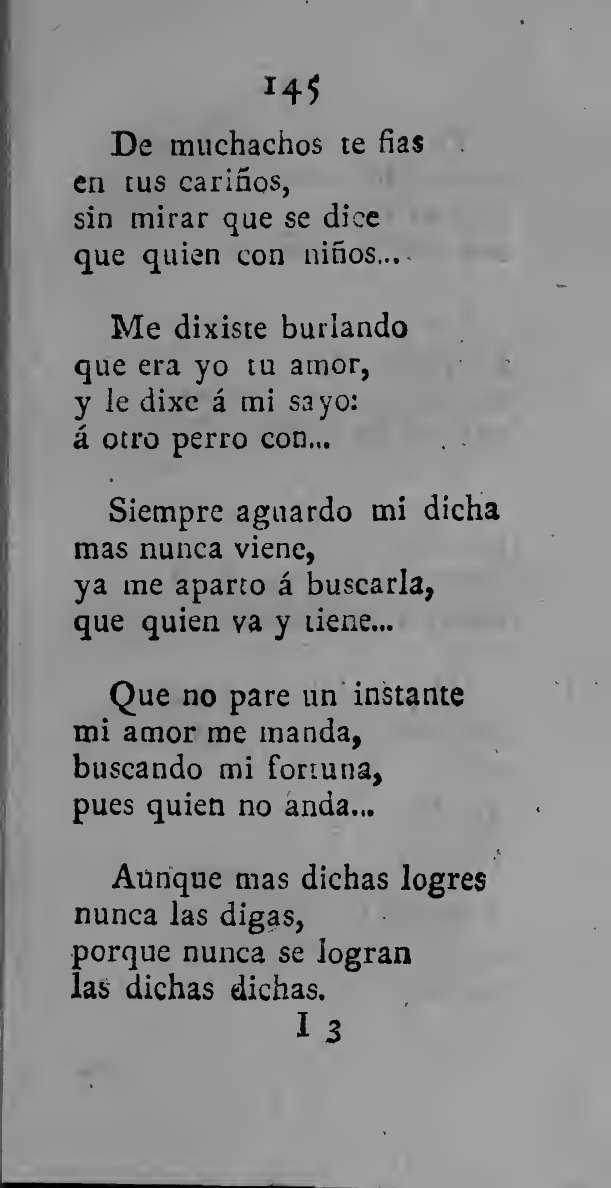 145
De muchachos te fias
en tus cariños,
sin mirar que se dice
que quien con niños...
Me dixiste burlando
que era yo tu amor,
y le dixe á mi sayo:
á otro perro con...
Siempre aguardo mi dicha
mas nunca viene,
ya me aparto á buscarla,
que quien va y tiene...
Que no pare un instante
mi amor me manda,
buscando mi fortuna,
pues quien no anda...
Aunque mas dichas logres
nunca las digas,
porque nunca se logran
las dichas dichas.
I 3